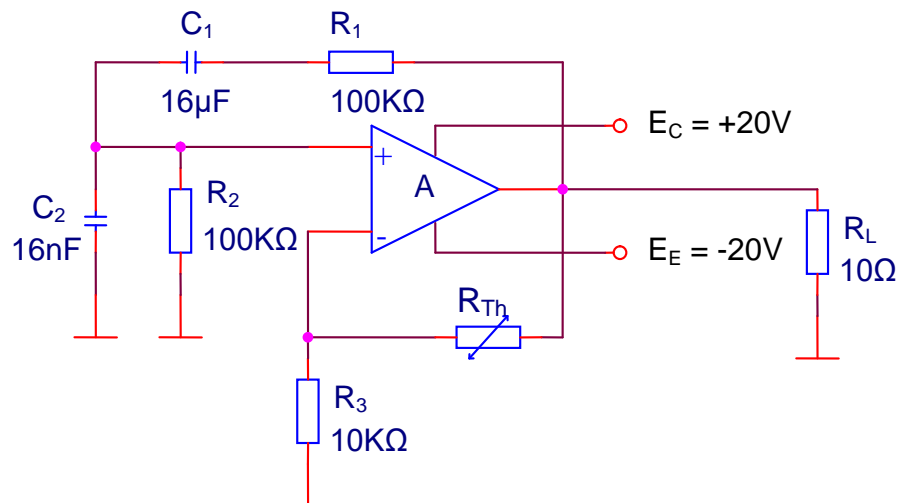 C1
R1
16µF
100KΩ
EC = +20V
+
A
R2
C2
100KΩ
16nF
-
EE = -20V
RL
10Ω
RTh
R3
10KΩ